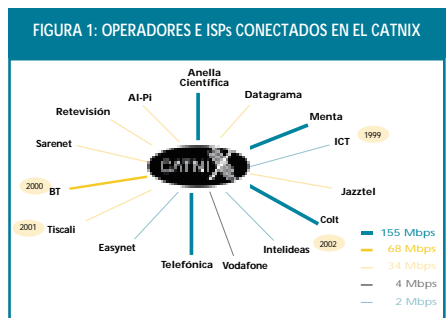 FIGURA 1: OPERADORES E ISPs CONECTADOS EN EL CATNIX
Anella
Científica
AI-Pi
Datagrama
Retevisión
Menta
Sarenet
ICT
1999
CATNIX
2000
BT
Jazztel
2001
Tiscali
Colt
Easynet
Intelideas
2002
Telefónica
Vodafone
155 Mbps
68 Mbps
34 Mbps
4 Mbps
2 Mbps